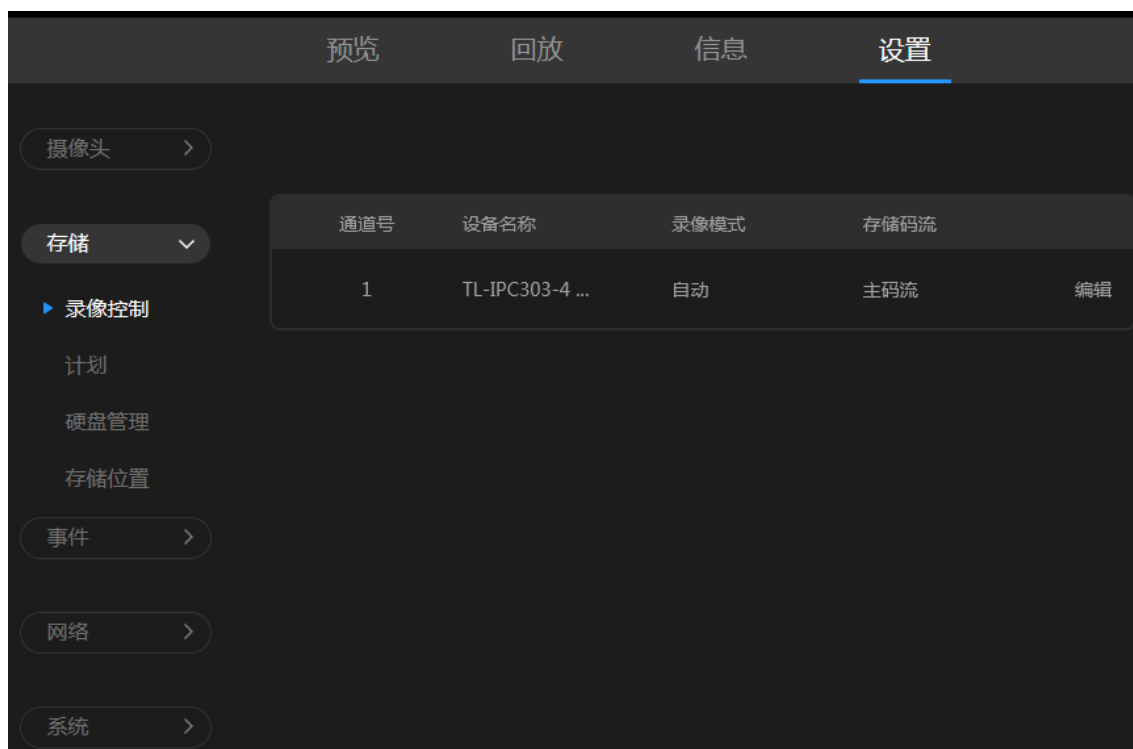 预览 回放 信息 设置
摄像头
存储
录像控制
计划
硬盘管理
存储位置
事件
网络
系统
通道号 设备名称 录像模式 存储码流
1 TL-IPC303-4 ... 自动 主码流 编辑